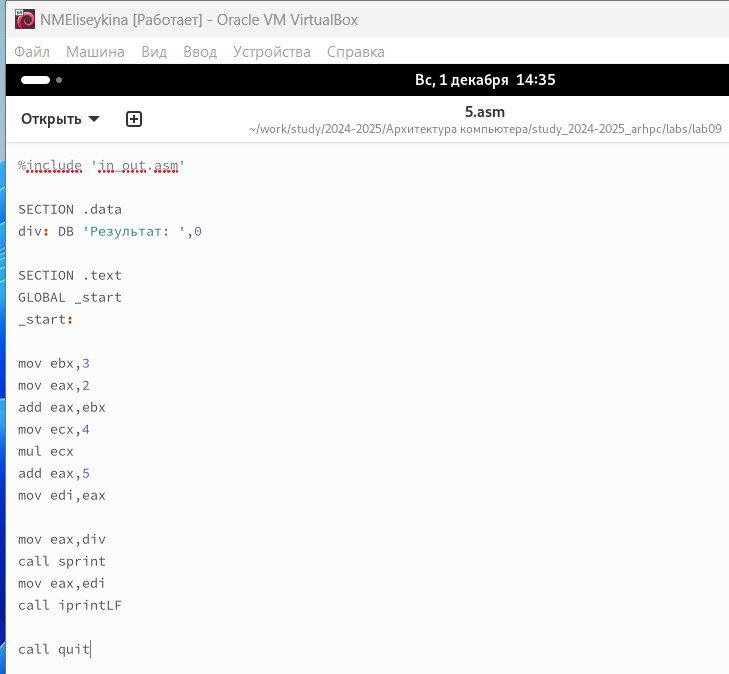 NMEliseykina [Работает] - Oracle VM VirtualBox
Файл Машина Вид Ввод Устройства Справка
Вс, 1 декабря 14:35
Открыть
5.asm
~/work/study/2024-2025/Архитектура компьютера/study_2024-2025_arhpc/labs/lab09
%include 'in_out.asm'
SECTION .data
div: DB 'Результат: ',0
SECTION .text
GLOBAL _start
_start:
mov ebx,3
mov eax,2
add eax,ebx
mov ecx,4
mul ecx
add eax,5
mov edi,eax
mov eax,div
call sprint
mov eax,edi
call iprintLF
call quit